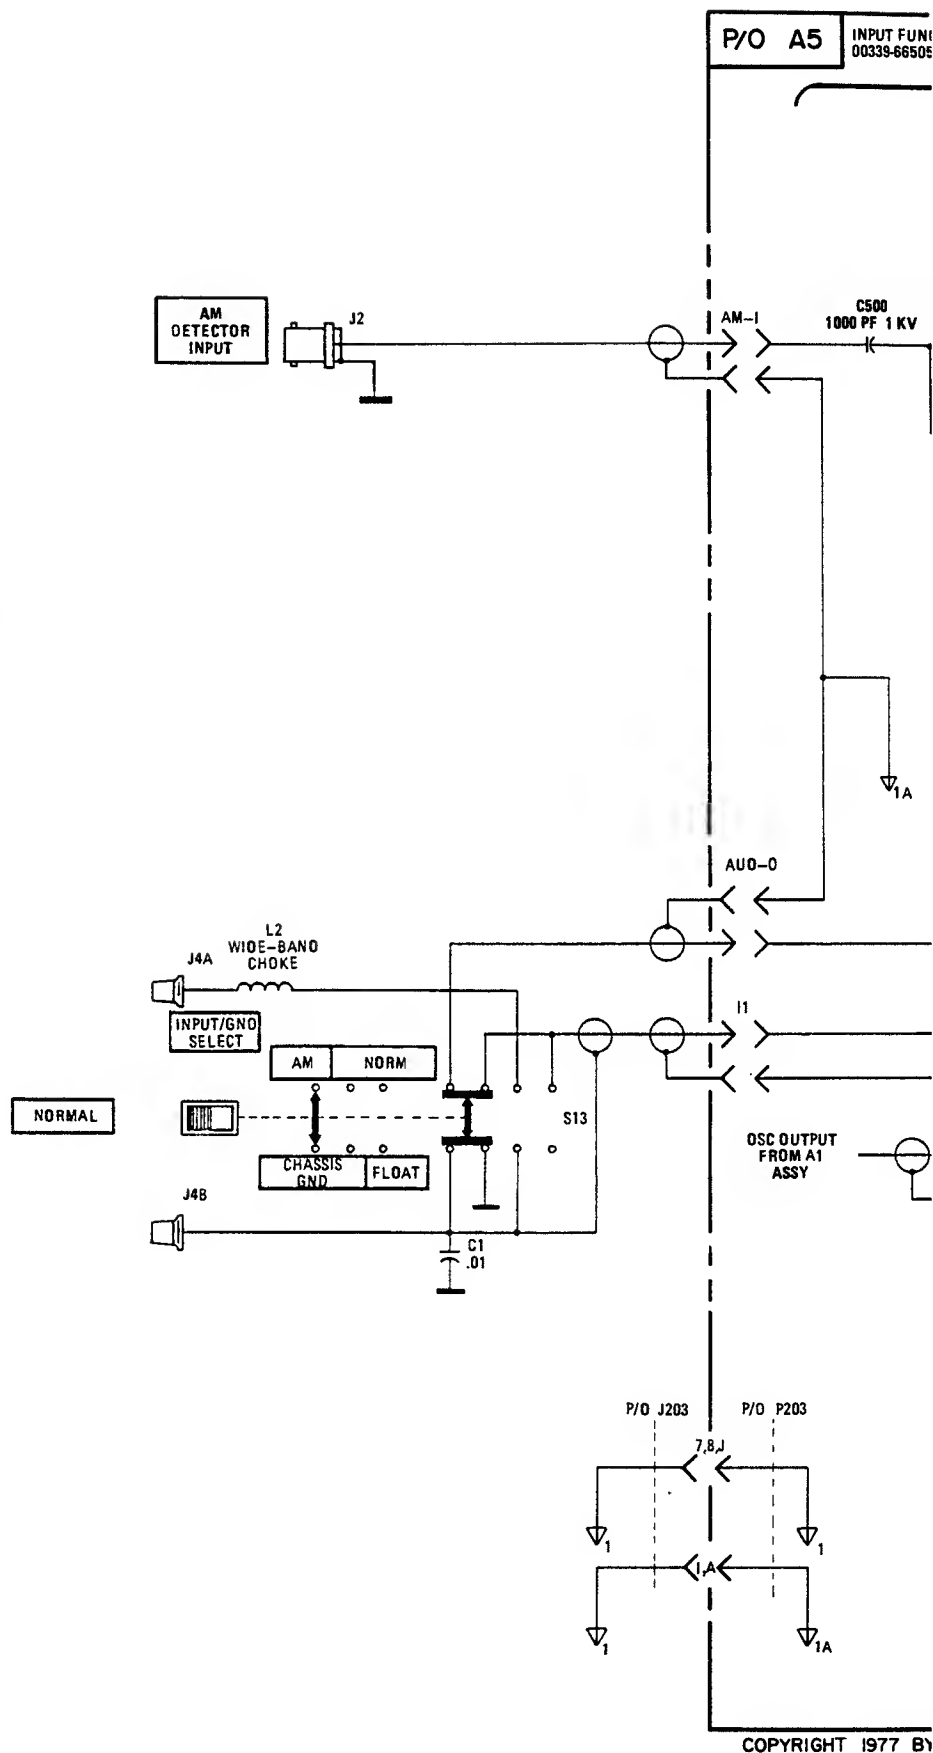 P/O A5
INPUT FUN
00339-66505
AM
DETECTOR
INPUT
J2
AM-1
C500
1000 PF 1 KV
1A
AUO-O
L2
WIDE-BAND
CHOKE
J4A
INPUT/GND
SELECT
I1
AM
NORM
NORMAL
S13
CHASSIS
GND
FLOAT
OSC OUTPUT
FROM A1
ASSY
J4B
C1
.01
P/O J203
P/O P203
7,8,J
1
1
1,A
1
1A
COPYRIGHT 1977 BY